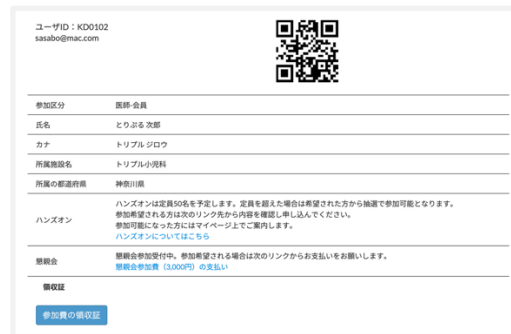 ユーザID：KD0102
sasabo@mac.com
参加区分 医師-会員
氏名 とりぷる 次郎
カナ トリプル ジロウ
所属施設名 トリプル小児科
所属の都道府県 神奈川県
ハンズオン ハンズオンは定員50名を予定します。定員を超えた場合は希望された方から抽選で参加可能となります。
参加希望される方は次のリンク先から内容を確認し申し込んでください。
参加可能になった方にはマイページ上でご案内します。
ハンズオンについてはこちら
懇親会 懇親会参加受付中。参加希望される場合は次のリンクからお支払いをお願いします。
懇親会参加費（3,000円）の支払い
領収証
参加費の領収証